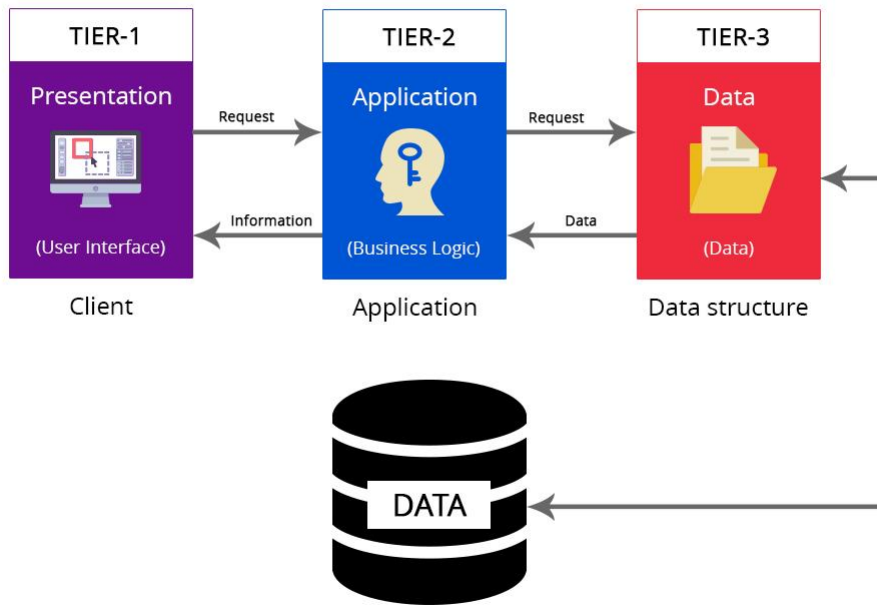 TIER-1
TIER-2
TIER-3
Presentation
Application
Data
Request
Request
Information
Data
(User Interface)
(Business Logic)
(Data)
Client
Application
Data structure
DATA